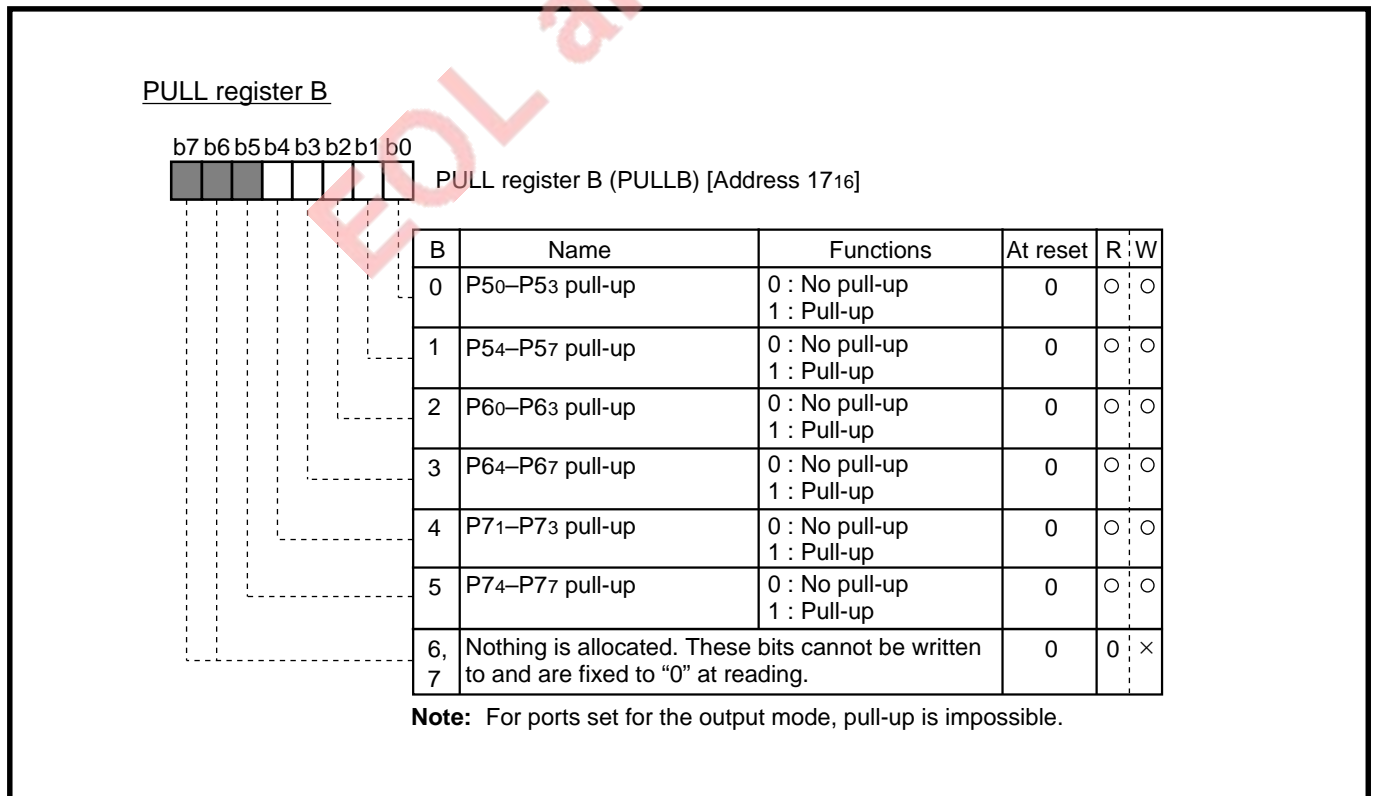 PULL register B
b7 b6 b5 b4 b3 b2 b1 b0
PULL register B (PULLB) [Address 1716]
B Name Functions At reset R W
0 P50–P53 pull-up 0 : No pull-up 0 ○ ○
1 : Pull-up
1 P54–P57 pull-up 0 : No pull-up 0 ○ ○
1 : Pull-up
2 P60–P63 pull-up 0 : No pull-up 0 ○ ○
1 : Pull-up
3 P64–P67 pull-up 0 : No pull-up 0 ○ ○
1 : Pull-up
4 P71–P73 pull-up 0 : No pull-up 0 ○ ○
1 : Pull-up
5 P74–P77 pull-up 0 : No pull-up 0 ○ ○
1 : Pull-up
6, Nothing is allocated. These bits cannot be written 0 0 ×
7 to and are fixed to “0” at reading.
Note: For ports set for the output mode, pull-up is impossible.
EOL a